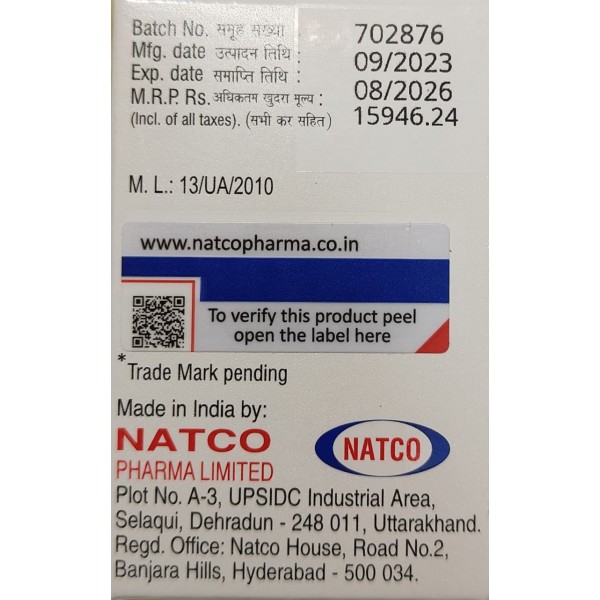 Batch No. समूह संख्या : 702876
Mfg. date उत्पादन तिथि : 09/2023
Exp. date समाप्ति तिथि : 08/2026
M.R.P. Rs. अधिकतम खुदरा मूल्य : 15946.24
(Incl. of all taxes). (सभी कर सहित)
M. L.: 13/UA/2010
www.natcopharma.co.in
To verify this product peel
open the label here
*Trade Mark pending
Made in India by:
NATCO
PHARMA LIMITED
NATCO
Plot No. A-3, UPSIDC Industrial Area,
Selaqui, Dehradun - 248 011, Uttarakhand.
Regd. Office: Natco House, Road No.2,
Banjara Hills, Hyderabad - 500 034.